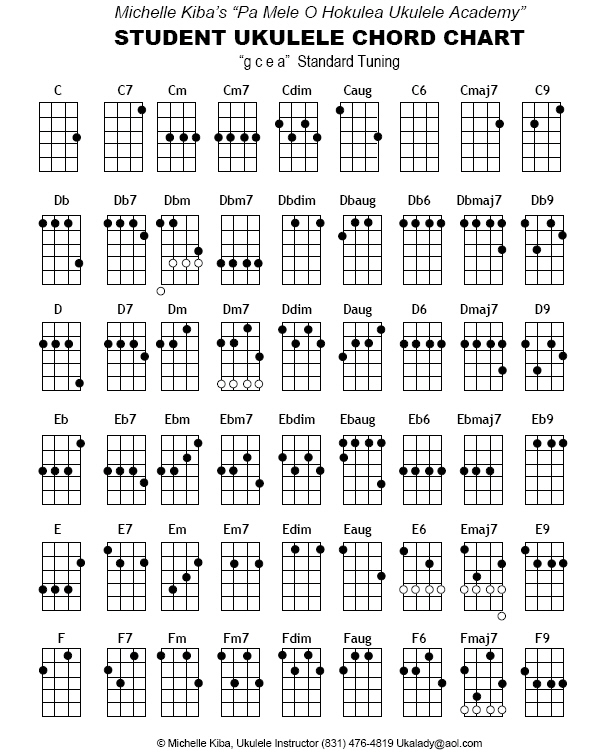 Michelle Kiba's "Pa Mele O Hokulea Ukulele Academy"
STUDENT UKULELE CHORD CHART
"g c e a" Standard Tuning
C C7 Cm Cm7 Cdim Caug C6 Cmaj7 C9
Db Db7 Dbm Dbm7 Dbdim Dbaug Db6 Dbmaj7 Db9
D D7 Dm Dm7 Ddim Daug D6 Dmaj7 D9
Eb Eb7 Ebm Ebm7 Ebdim Ebaug Eb6 Ebmaj7 Eb9
E E7 Em Em7 Edim Eaug E6 Emaj7 E9
F F7 Fm Fm7 Fdim Faug F6 Fmaj7 F9
© Michelle Kiba, Ukulele Instructor (831) 476-4819 Ukalady@aol.com